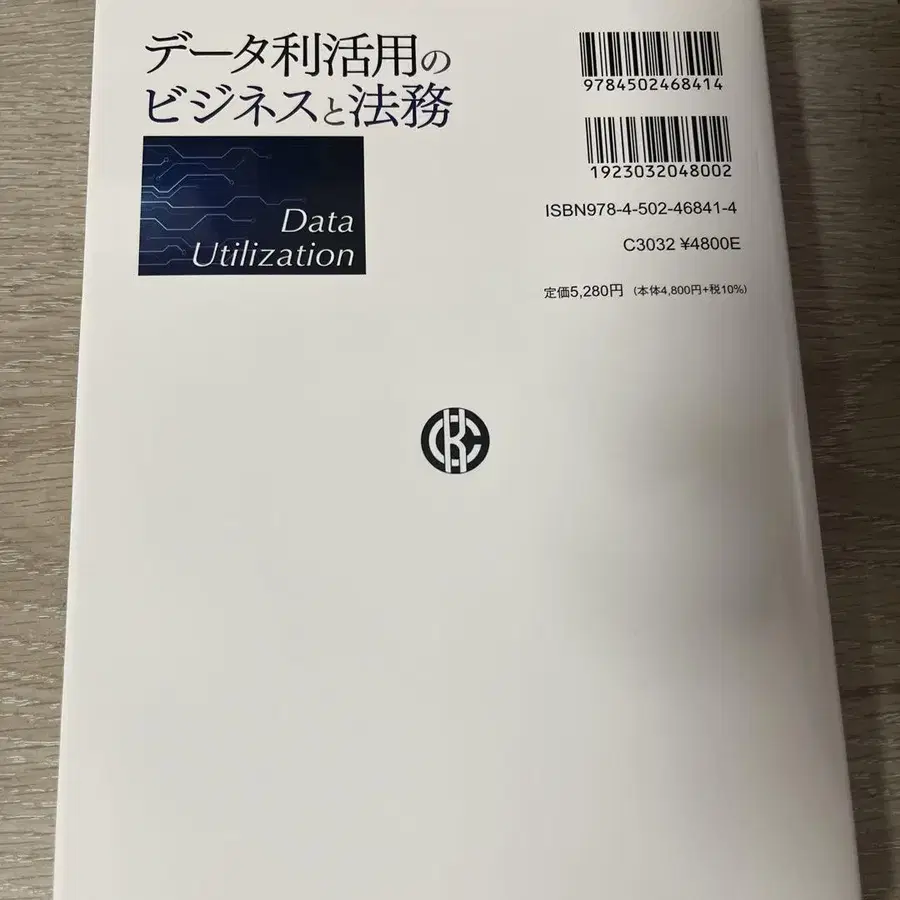 データ利活用の
ビジネスと法務
Data
Utilization
9784502468414
1923032048002
ISBN978-4-502-46841-4
C3032 ¥4800E
定価5,280円（本体4,800円+税10%）
CKC